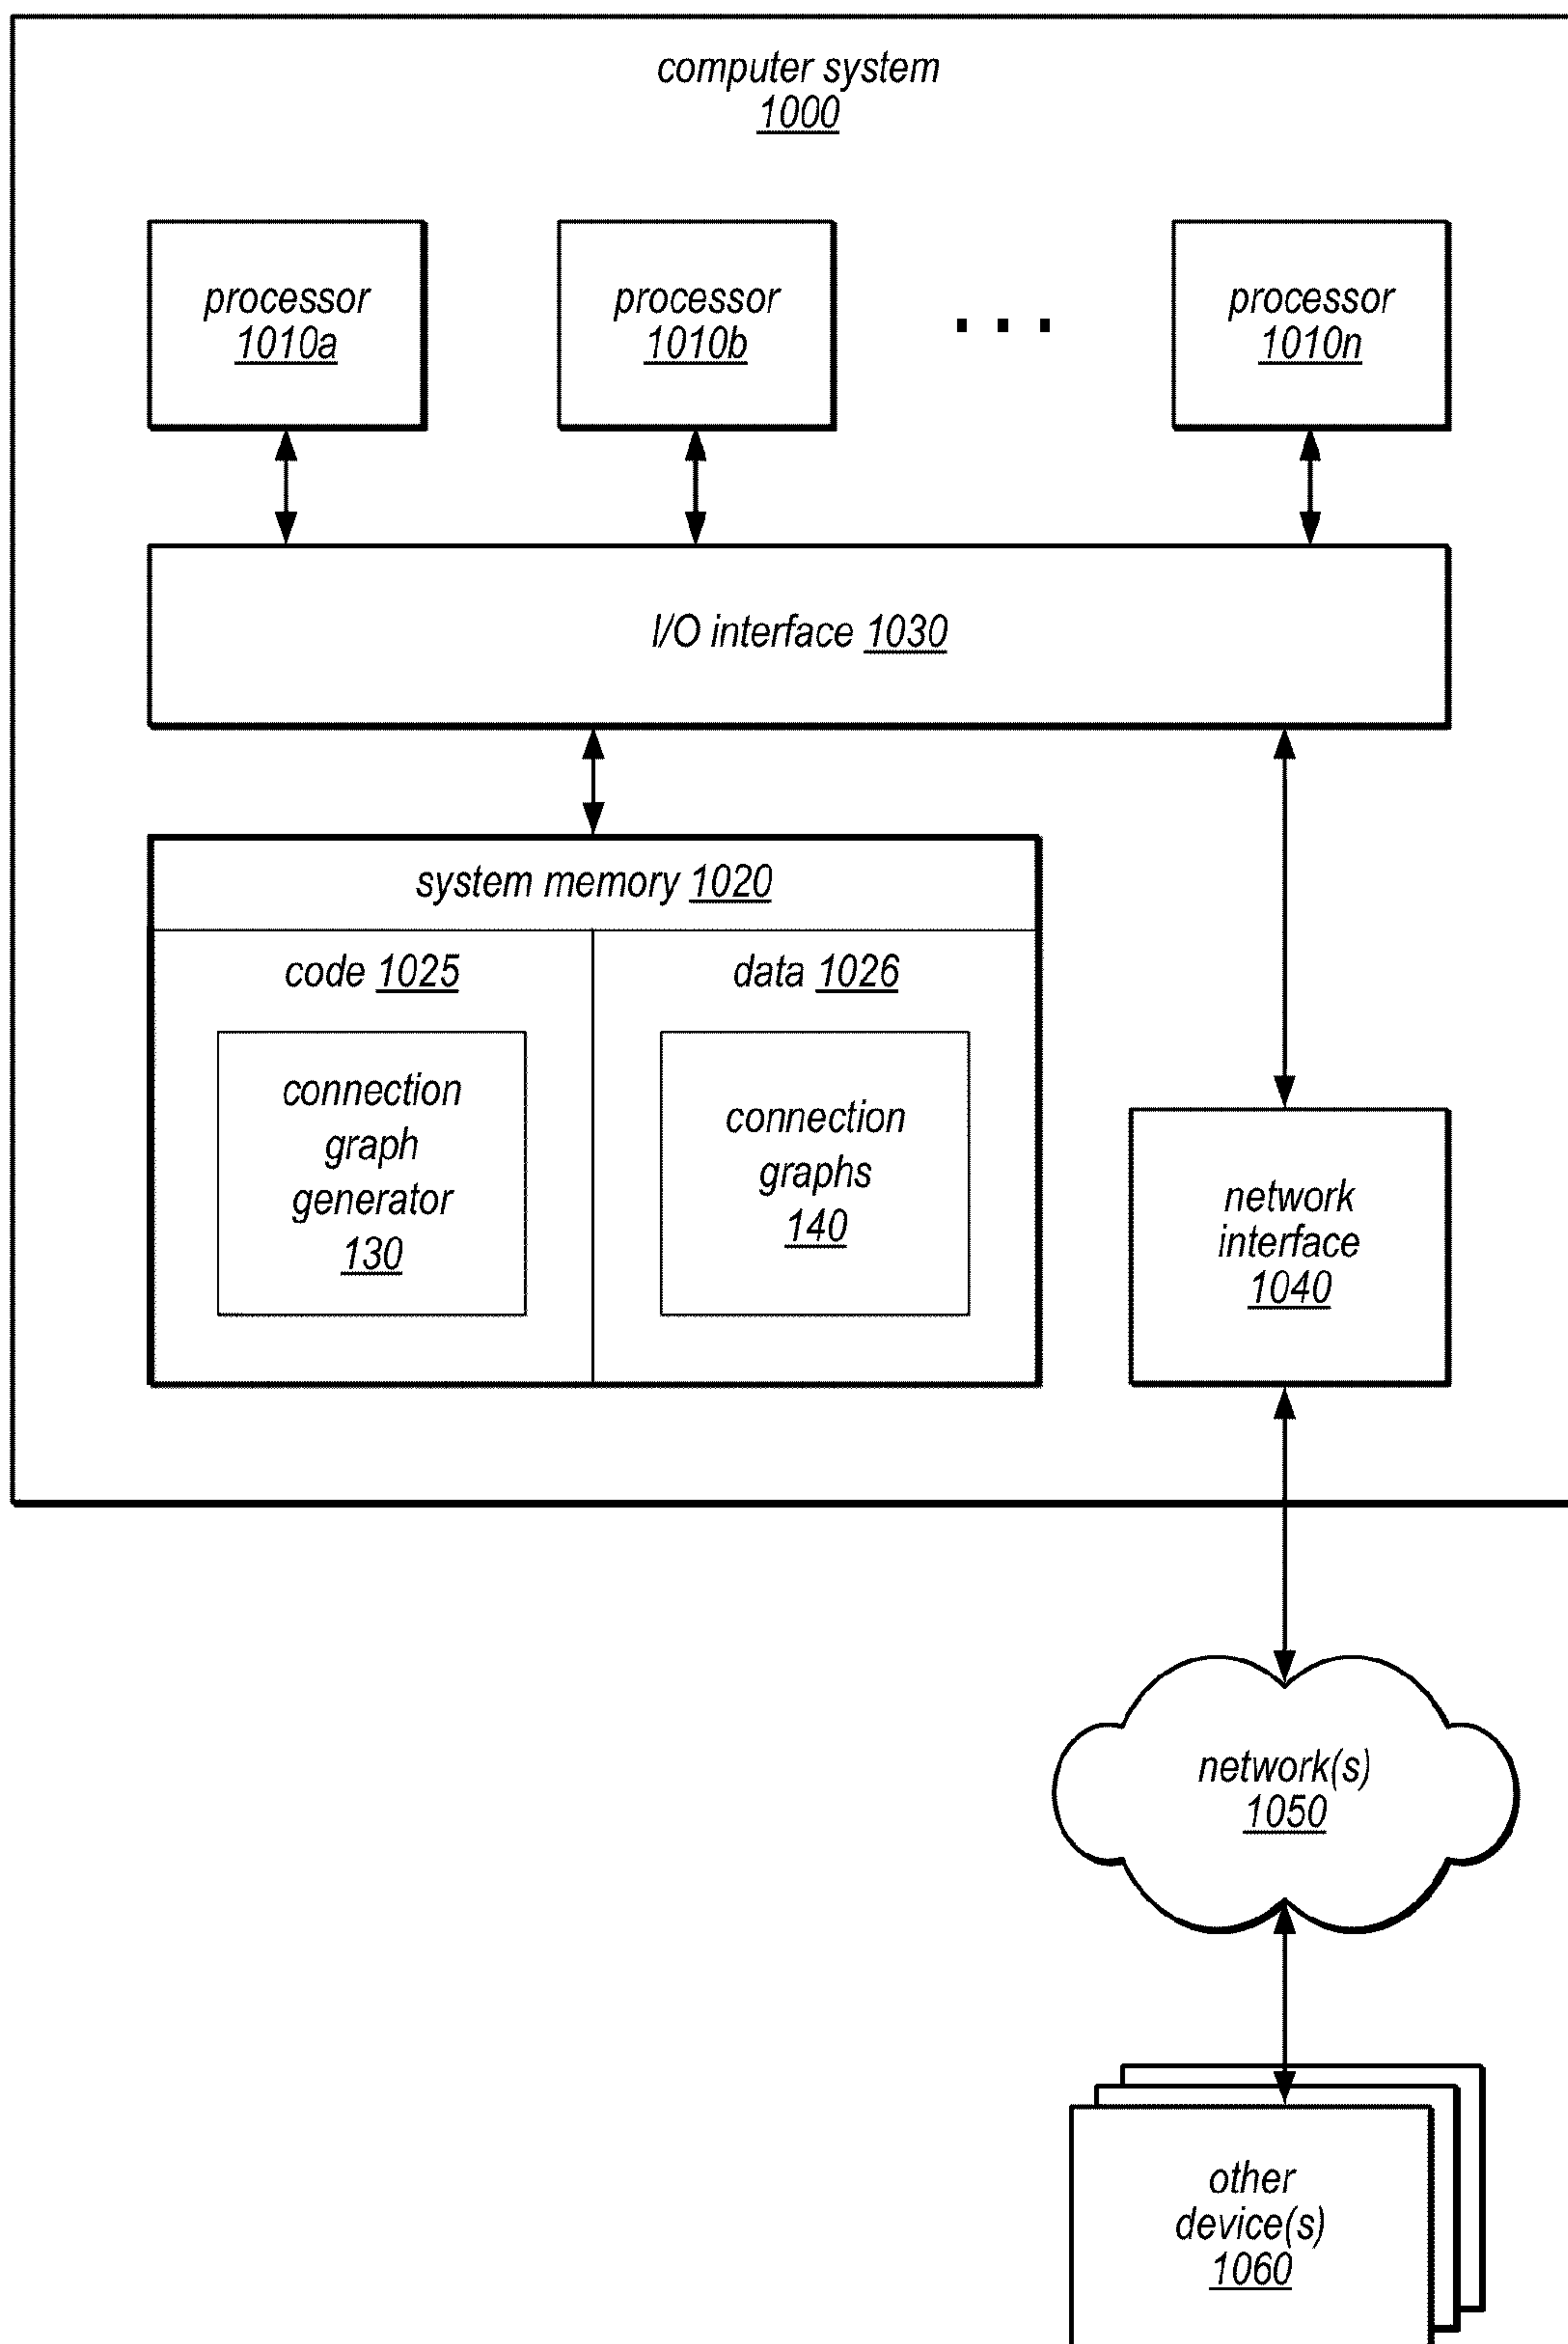 computer system
1000
processor
1010a
processor
1010b
. . .
processor
1010n
I/O interface 1030
system memory 1020
code 1025
data 1026
connection
graph
generator
130
connection
graphs
140
network
interface
1040
network(s)
1050
other
device(s)
1060